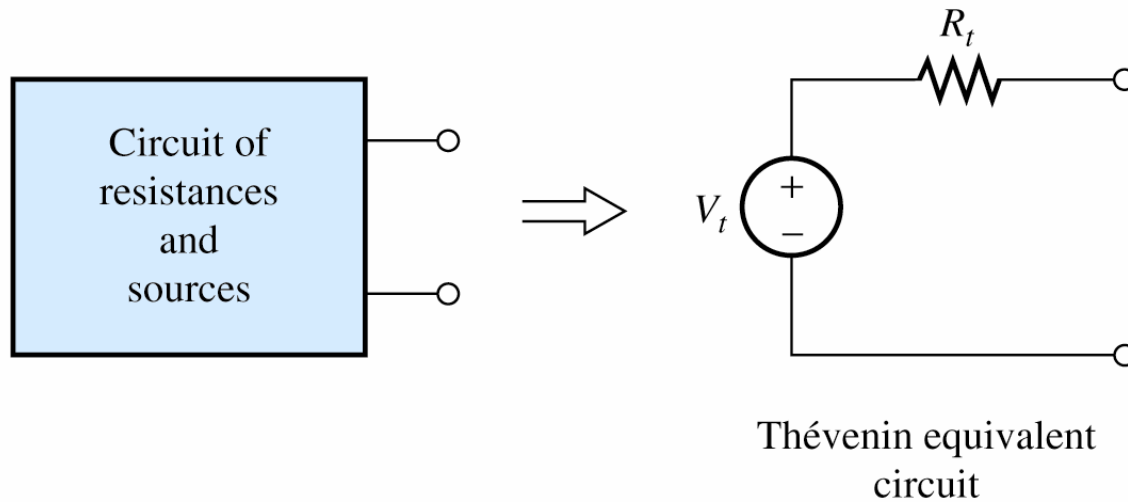 Circuit of
resistances
and
sources
R_t
V_t
+
−
Thévenin equivalent
circuit